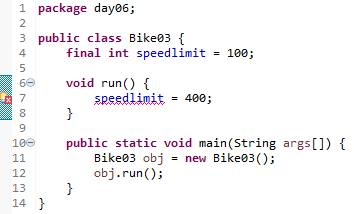 1 package day06;
2
3 public class Bike03 {
4     final int speedlimit = 100;
5
6     void run() {
7         speedlimit = 400;
8     }
9
10     public static void main(String args[]) {
11         Bike03 obj = new Bike03();
12         obj.run();
13     }
14 }